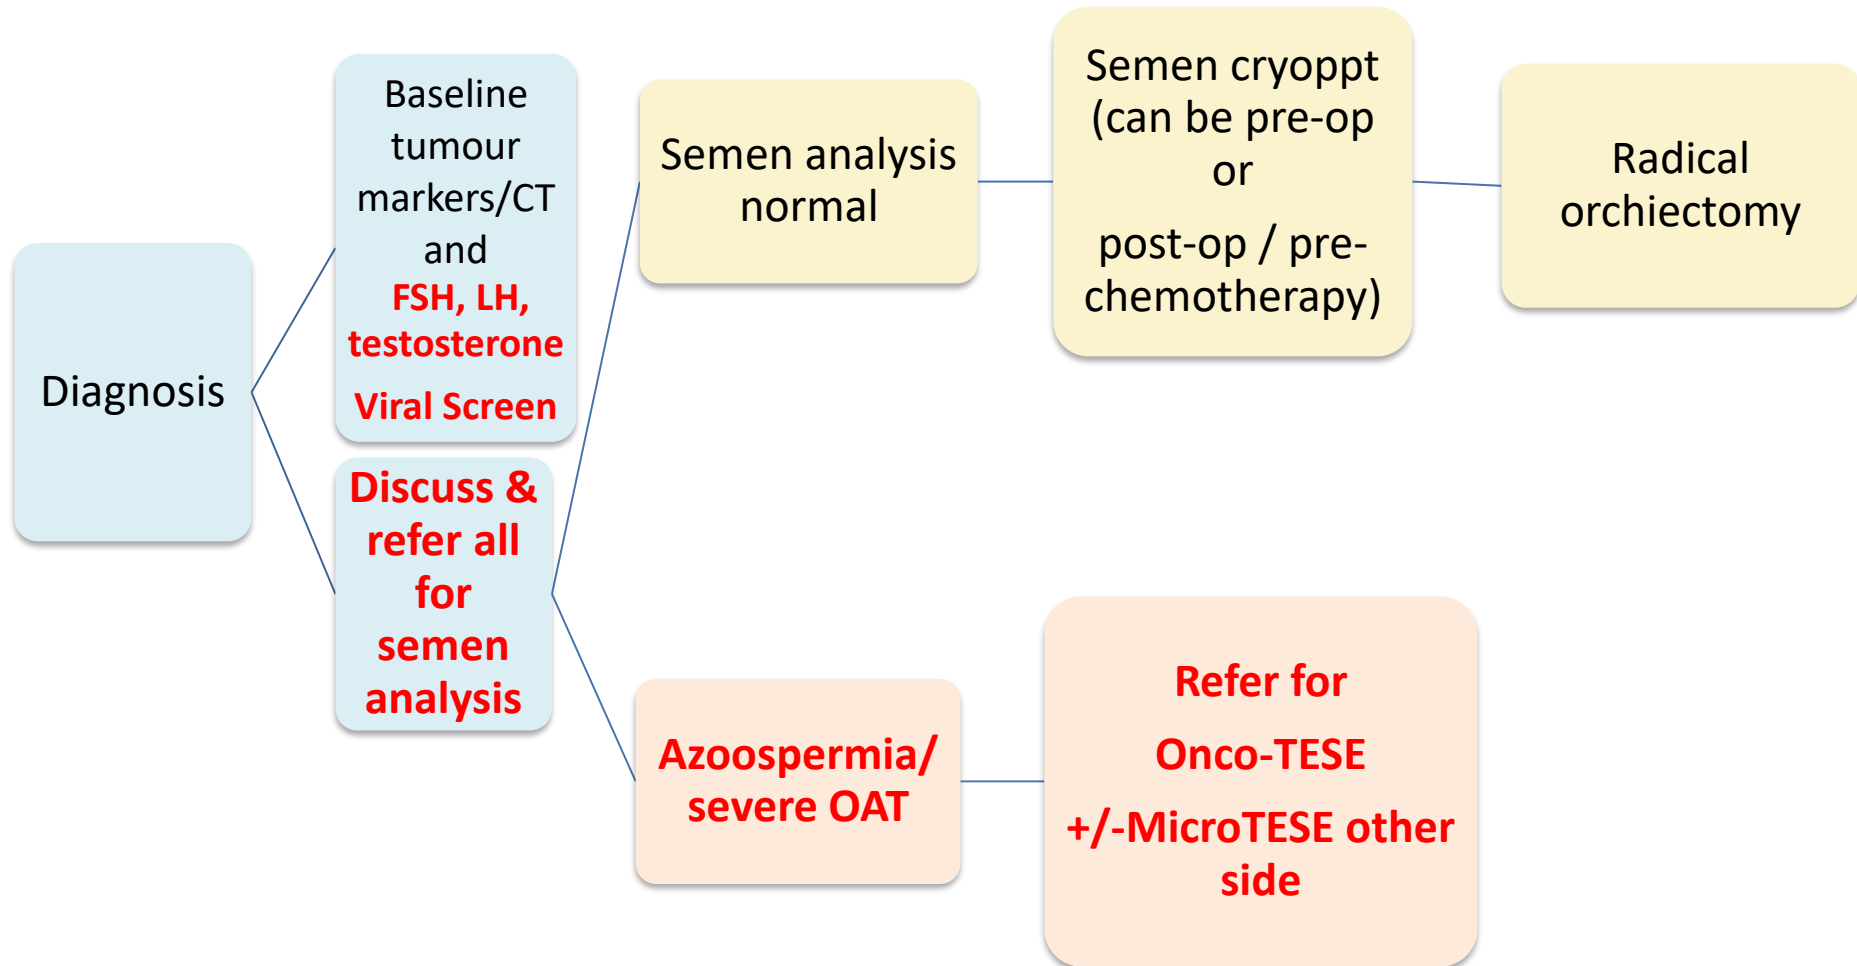 Diagnosis
Baseline
tumour
markers/CT
and
FSH, LH,
testosterone
Viral Screen
Discuss &
refer all
for
semen
analysis
Semen analysis
normal
Semen cryoppt
(can be pre-op
or
post-op / pre-
chemotherapy)
Radical
orchiectomy
Azoospermia/
severe OAT
Refer for
Onco-TESE
+/-MicroTESE other
side